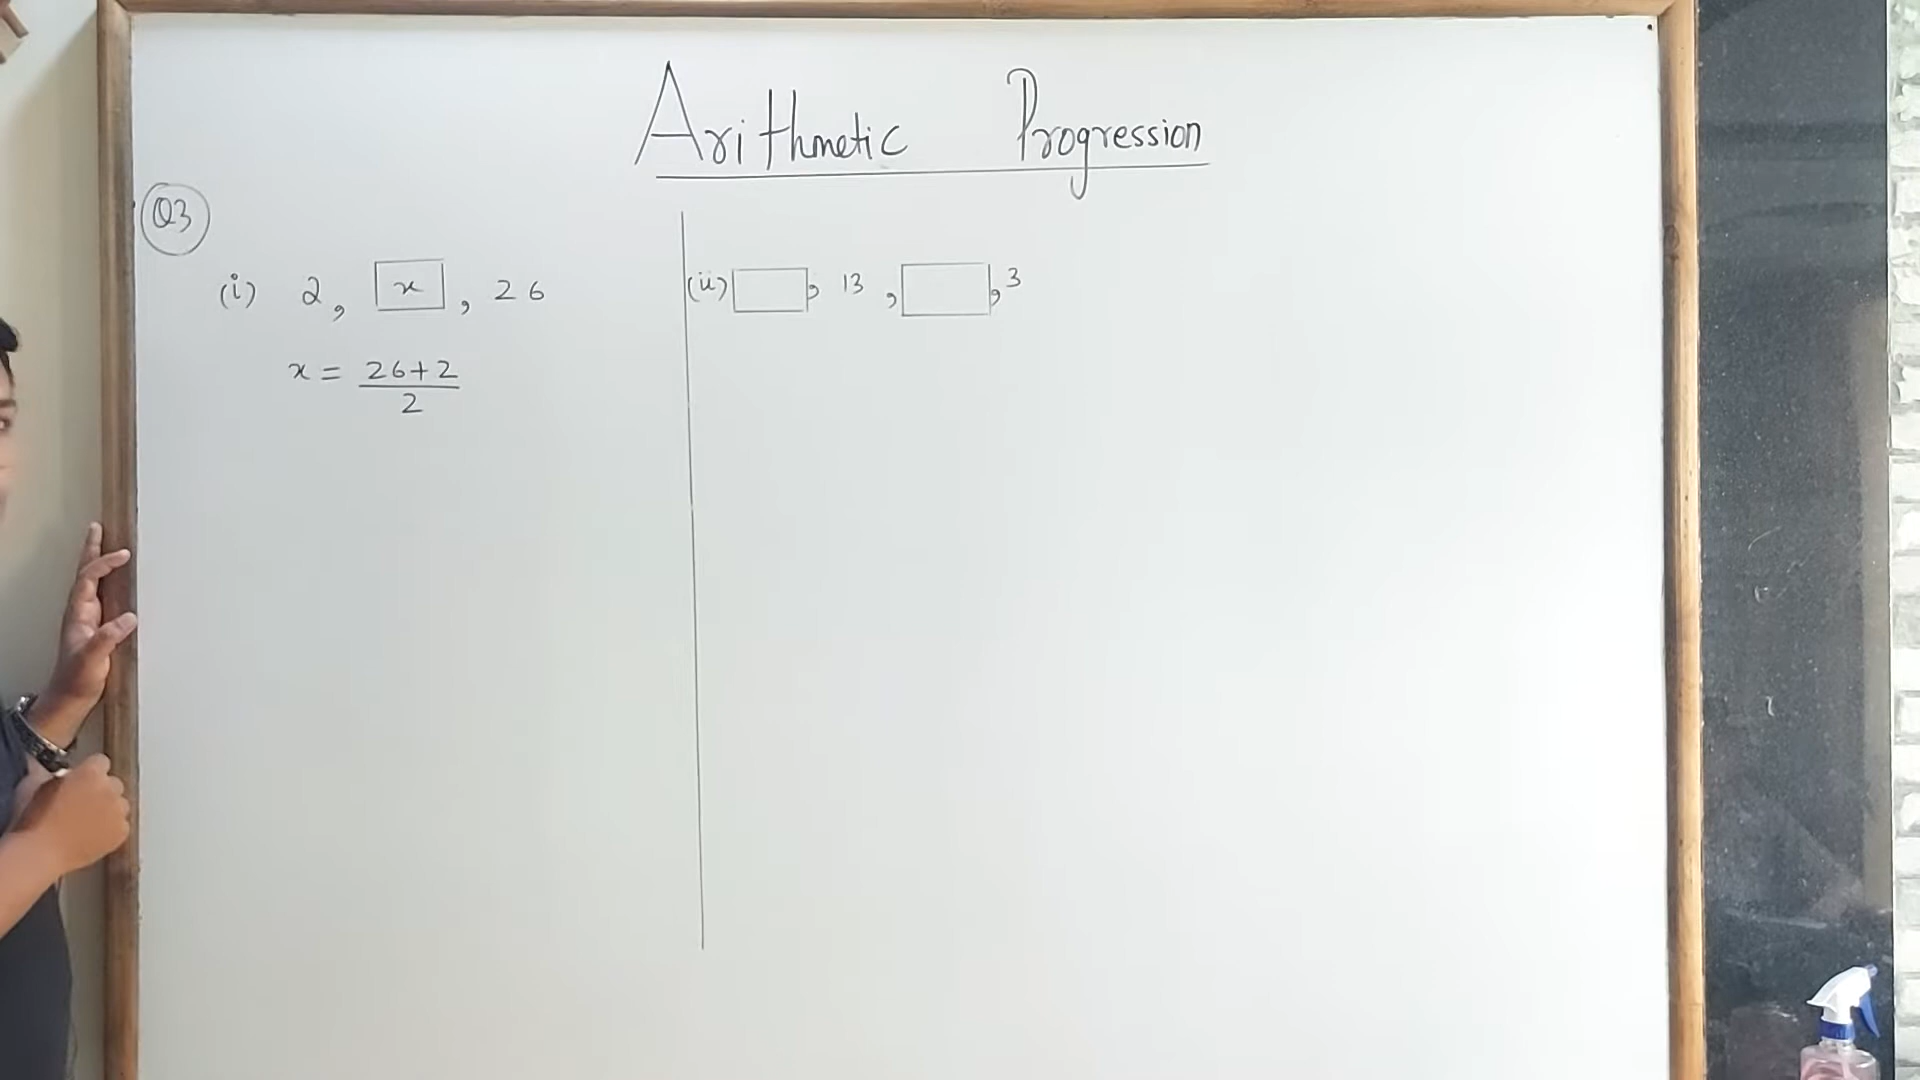 Arithmetic Progression
Q3
(i) 2, x, 26
x = 26+2
2
(ii) , 13 , ,3